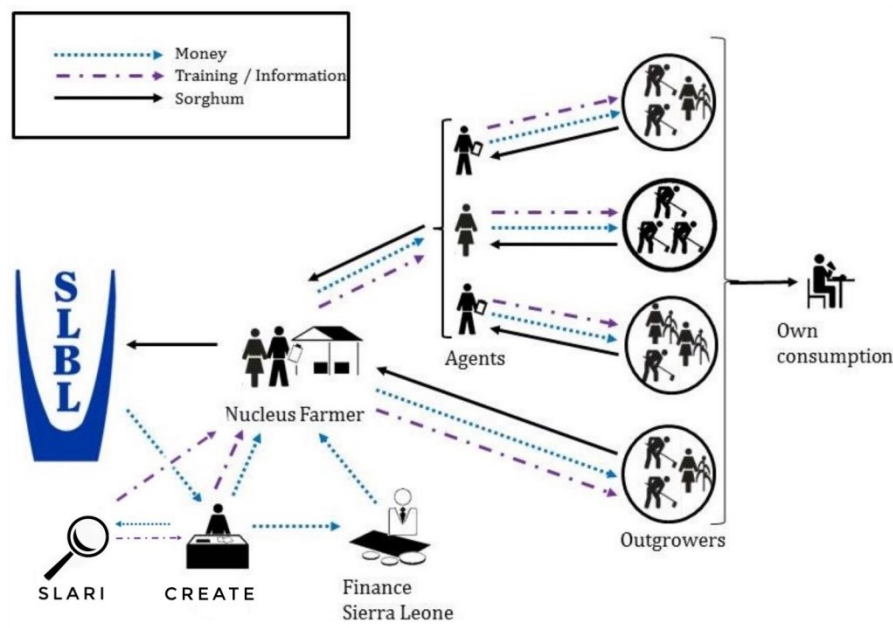 Money
Training / Information
Sorghum
SLBL
Agents
Own
consumption
Nucleus Farmer
Outgrowers
SLARI
CREATE
Finance
Sierra Leone